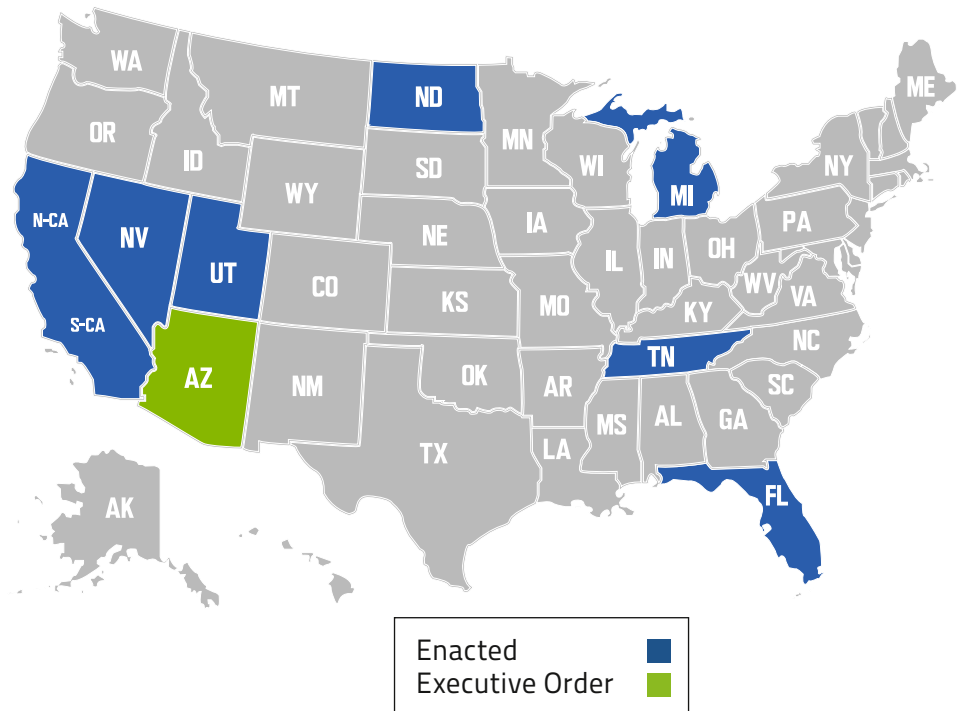 WA
MT
ND
MN
ME
OR
ID
SD
WI
NY
WY
MI
N-CA
NV
UT
NE
IA
PA
IL
IN
OH
CO
KS
MO
WV
VA
KY
S-CA
NC
TN
AZ
NM
OK
AR
SC
MS
AL
GA
TX
LA
FL
AK
Enacted
Executive Order